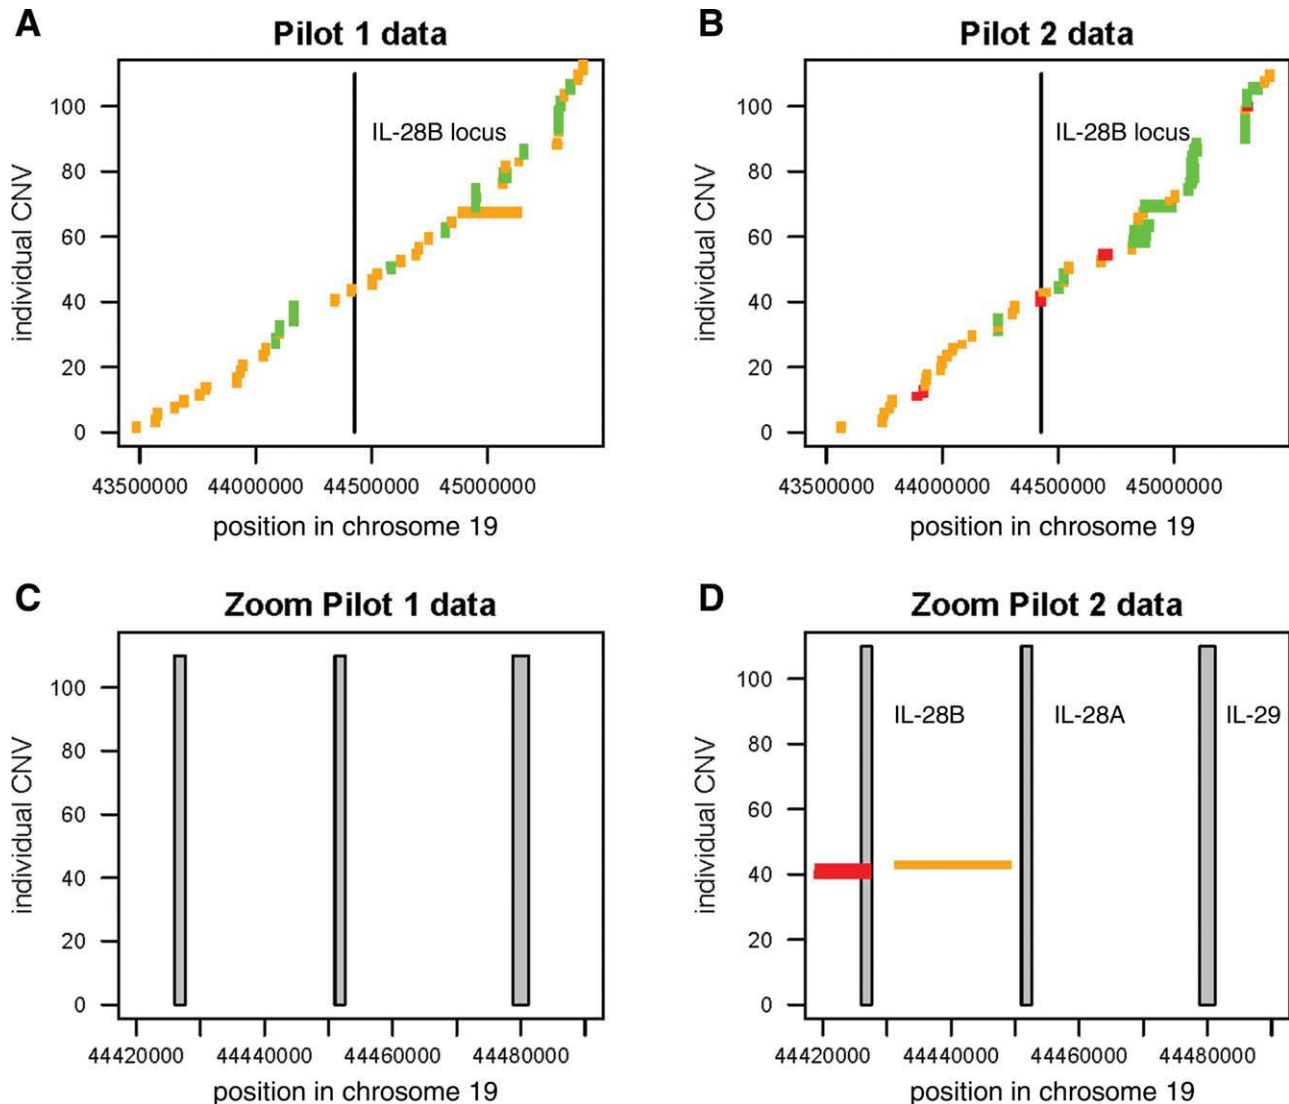 A
Pilot 1 data
individual CNV
100
80
60
40
20
0
IL-28B locus
43500000 44000000 44500000 45000000
position in chrosome 19
B
Pilot 2 data
individual CNV
100
80
60
40
20
0
IL-28B locus
43500000 44000000 44500000 45000000
position in chrosome 19
C
Zoom Pilot 1 data
individual CNV
100
80
60
40
20
0
44420000 44440000 44460000 44480000
position in chrosome 19
D
Zoom Pilot 2 data
individual CNV
100
80
60
40
20
0
IL-28B IL-28A IL-29
44420000 44440000 44460000 44480000
position in chrosome 19